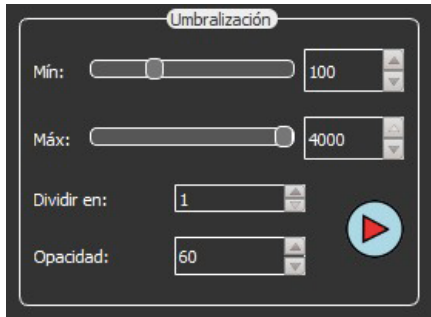 Umbralización
Mín: 100
Máx: 4000
Dividir en: 1
Opacidad: 60